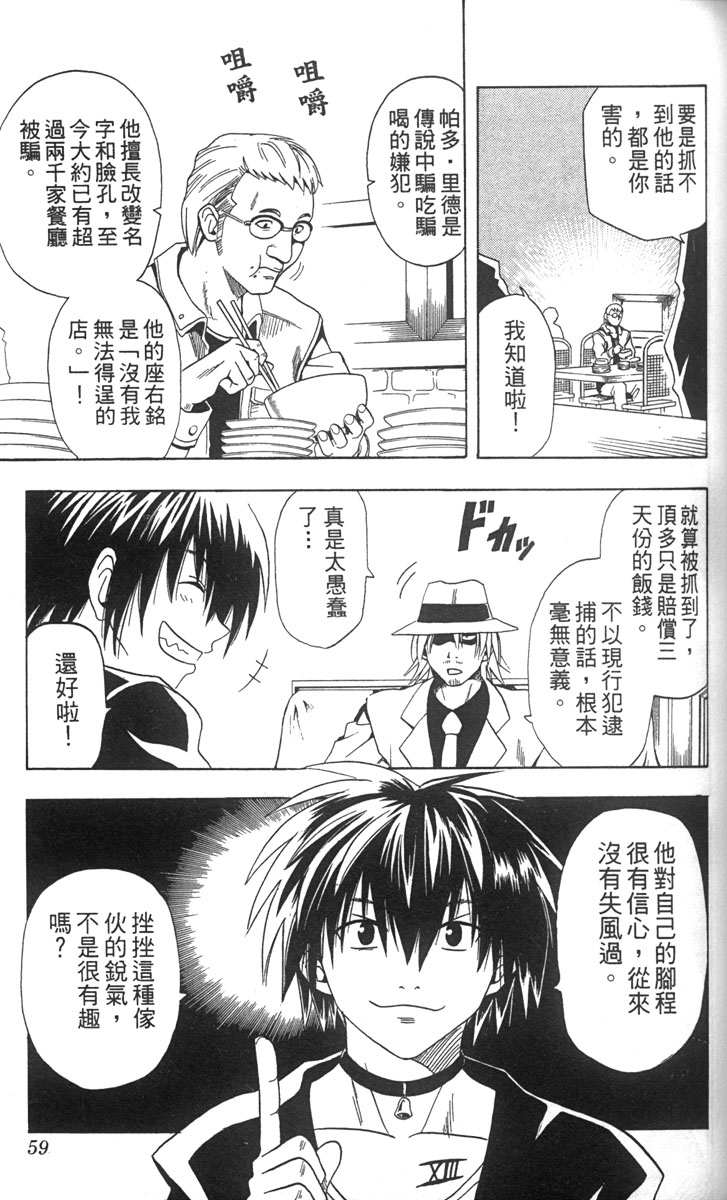 要是抓不
到他的話
，都是你
害的。
我知道啦！
帕多．里德是
傳說中騙吃騙
喝的嫌犯。
咀嚼
咀嚼
他擅長改變名
字和臉孔，至
今大約已有超
過兩千家餐廳
被騙。
他的座右銘
是「沒有我
無法得逞的
店。」！
就算被抓到了，
頂多只是賠償三
天份的飯錢。
不以現行犯逮
捕的話，根本
毫無意義。
ドカッ
真是太愚蠢
了…
還好啦！
他對自己的腳程
很有信心，從來
沒有失風過。
挫挫這種傢
伙的銳氣，
不是很有趣
嗎？
XIII
59